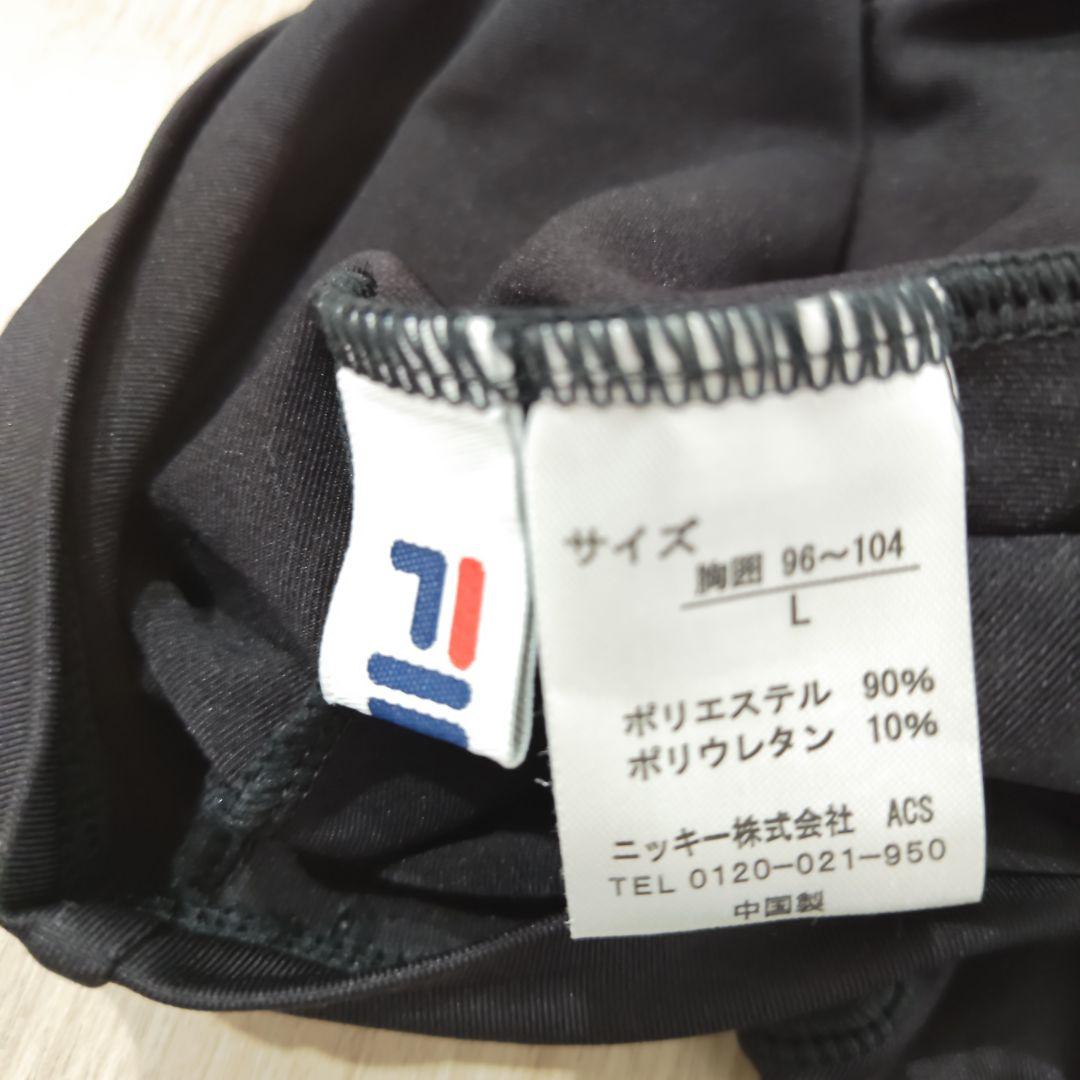 FIL
サイズ
胸囲 96～104
L
ポリエステル 90%
ポリウレタン 10%
ニッキー株式会社 ACS
TEL 0120-021-950
中国製